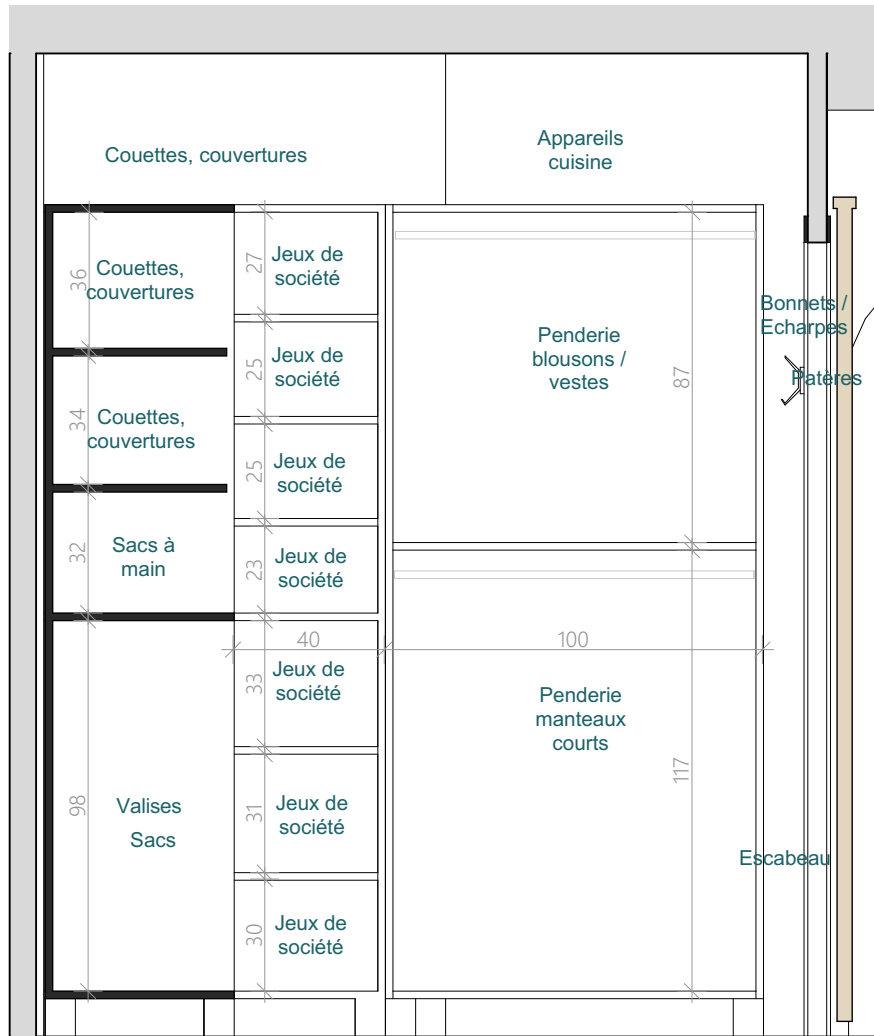 Couettes, couvertures
Appareils
cuisine
36
Couettes,
couvertures
34
Couettes,
couvertures
32
Sacs à
main
98
Valises
Sacs
27
Jeux de
société
25
Jeux de
société
25
Jeux de
société
23
Jeux de
société
40
33
Jeux de
société
31
Jeux de
société
30
Jeux de
société
Penderie
blousons /
vestes
87
100
Penderie
manteaux
courts
117
Bonnets /
Echarpes
Patères
Escabeau